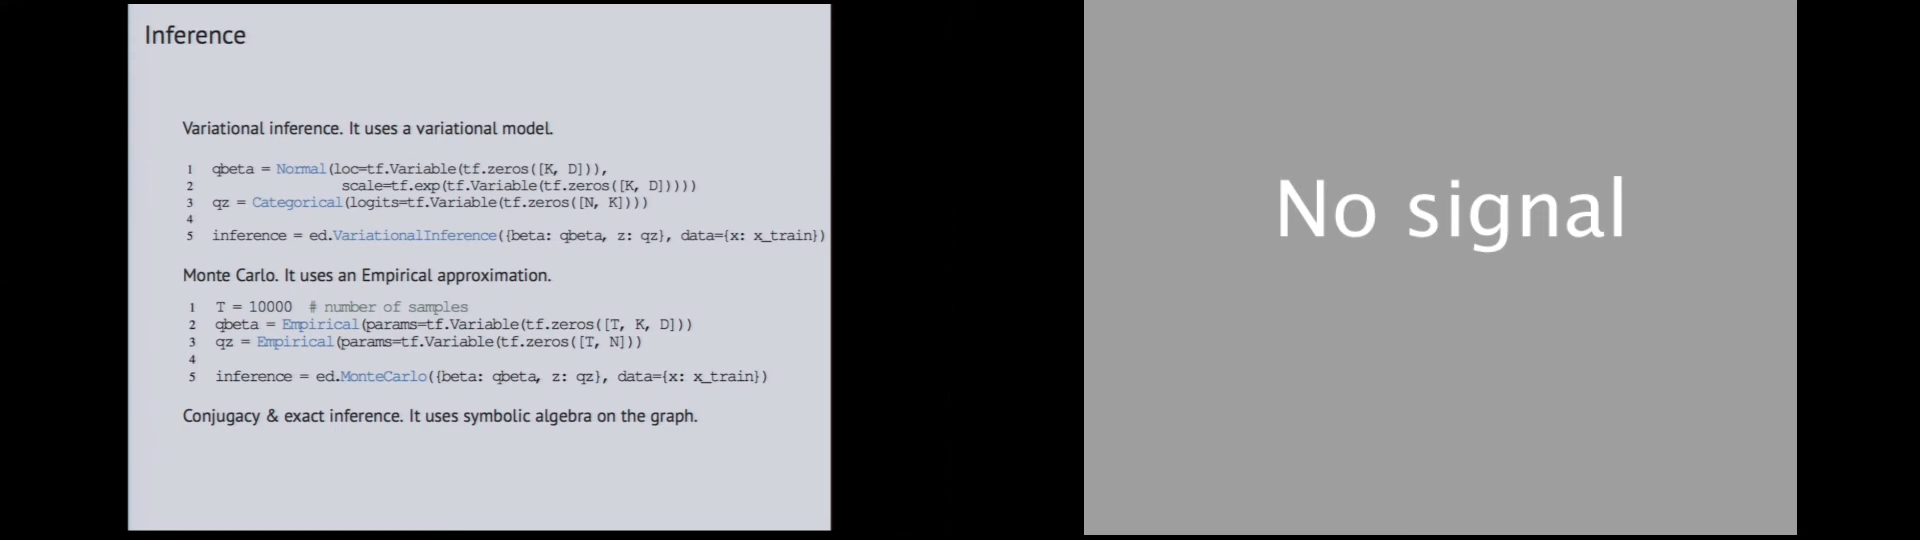 Inference
Variational inference. It uses a variational model.
1 qbeta = Normal(loc=tf.Variable(tf.zeros([K, D])),
2 scale=tf.exp(tf.Variable(tf.zeros([K, D]))))
3 qz = Categorical(logits=tf.Variable(tf.zeros([N, K])))
4
5 inference = ed.VariationalInference({beta: qbeta, z: qz}, data={x: x_train})
Monte Carlo. It uses an Empirical approximation.
1 T = 10000 # number of samples
2 qbeta = Empirical(params=tf.Variable(tf.zeros([T, K, D]))
3 qz = Empirical(params=tf.Variable(tf.zeros([T, N]))
4
5 inference = ed.MonteCarlo({beta: qbeta, z: qz}, data={x: x_train})
Conjugacy & exact inference. It uses symbolic algebra on the graph.
No signal